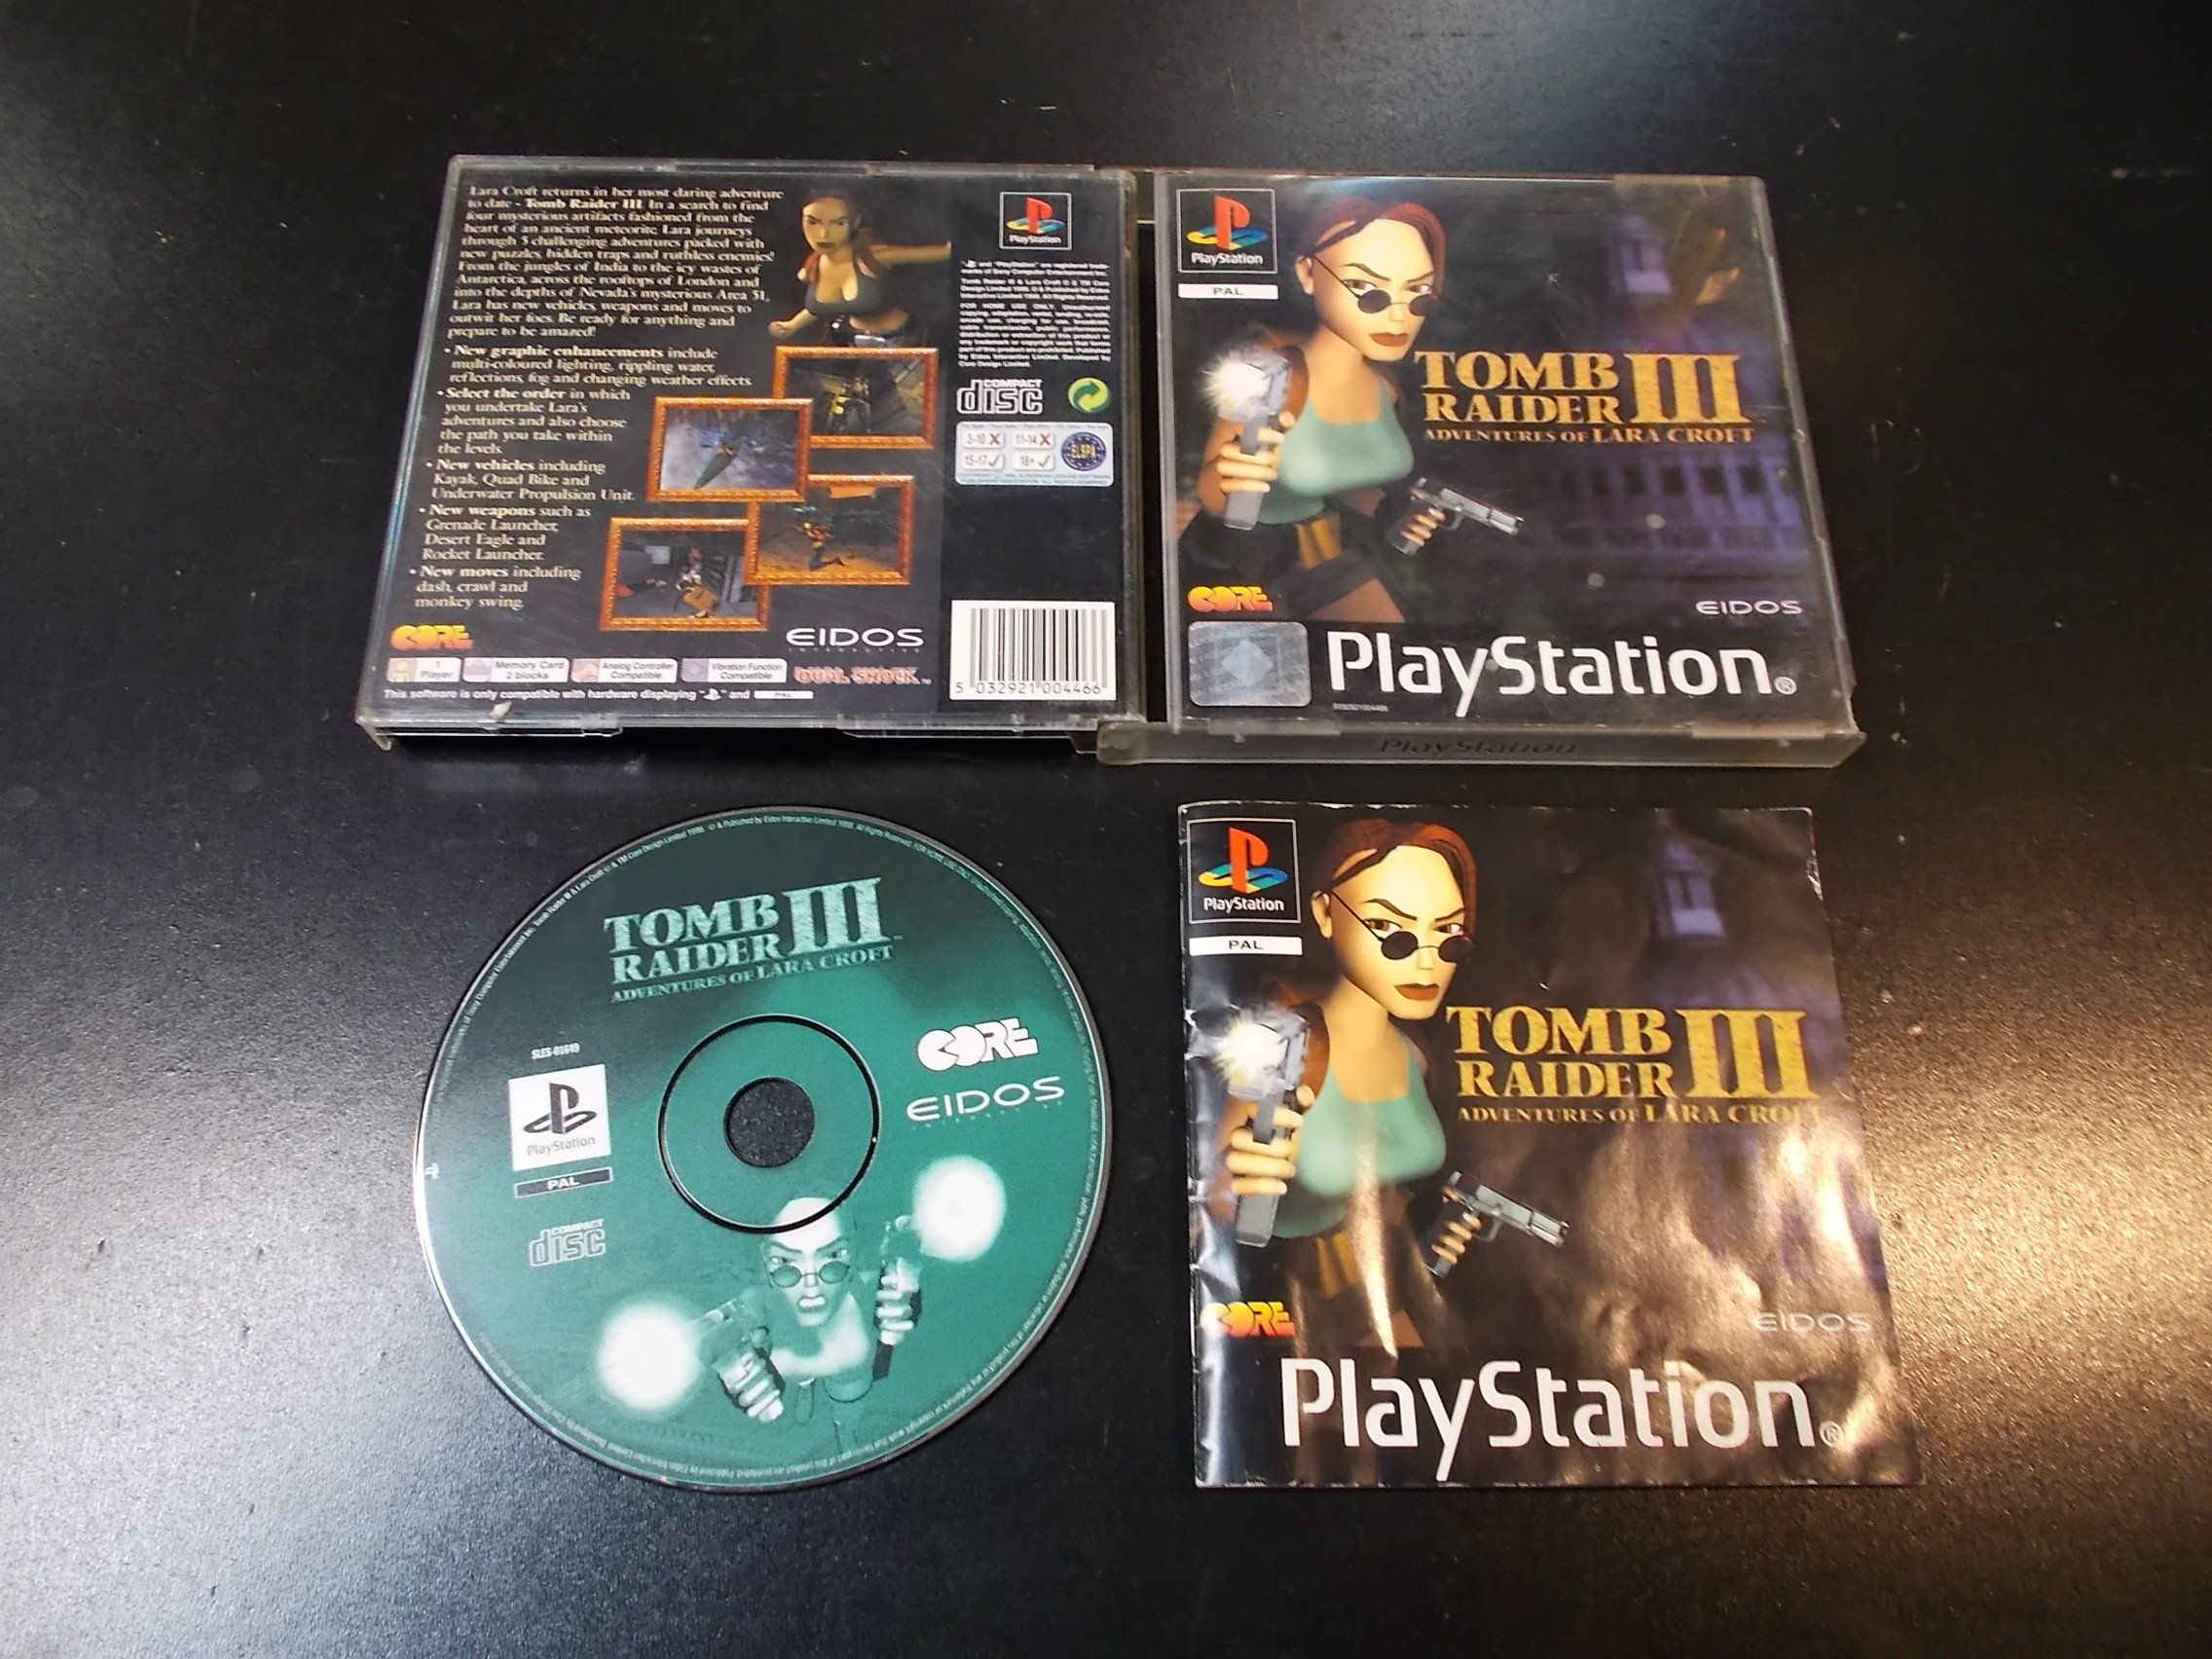 Lara Croft returns in her most daring adventure
to date - Tomb Raider III. In a search to find
four mysterious artifacts fashioned from the
heart of an ancient meteorite, Lara journeys
through 5 challenging adventures packed with
new puzzles, hidden traps and ruthless enemies!
From the jungles of India to the icy wastes of
Antarctica, across the rooftops of London and
into the depths of Nevada's mysterious Area 51,
Lara has new vehicles, weapons and moves to
outwit her foes. Be ready for anything and
prepare to be amazed!
• New graphic enhancements include
multi-coloured lighting, rippling water,
reflections, fog and changing weather effects.
• Select the order in which
you undertake Lara's
adventures and also choose
the path you take within
the levels.
• New vehicles including
Kayak, Quad Bike and
Underwater Propulsion Unit.
• New weapons such as
Grenade Launcher,
Desert Eagle and
Rocket Launcher.
• New moves including
dash, crawl and
monkey swing.
CORE
EIDOS
INTERACTIVE
1 Player
Memory Card
2 blocks
Analog Controller
Compatible
Vibration Function
Compatible
DUAL SHOCK™
This software is only compatible with hardware displaying " " and PAL
PlayStation
COMPACT
disc
3-10
11-14
15-17
18+
ELSPA
5 032921 004466
PlayStation
PAL
TOMB
RAIDER III
ADVENTURES OF LARA CROFT
CORE
EIDOS
PlayStation®
PlayStation
TOMB
RAIDER III™
ADVENTURES OF LARA CROFT
SLES-01649
PlayStation
PAL
COMPACT
disc
CORE
EIDOS
INTERACTIVE
PlayStation
PAL
TOMB
RAIDER III
ADVENTURES OF LARA CROFT
CORE
EIDOS
PlayStation®